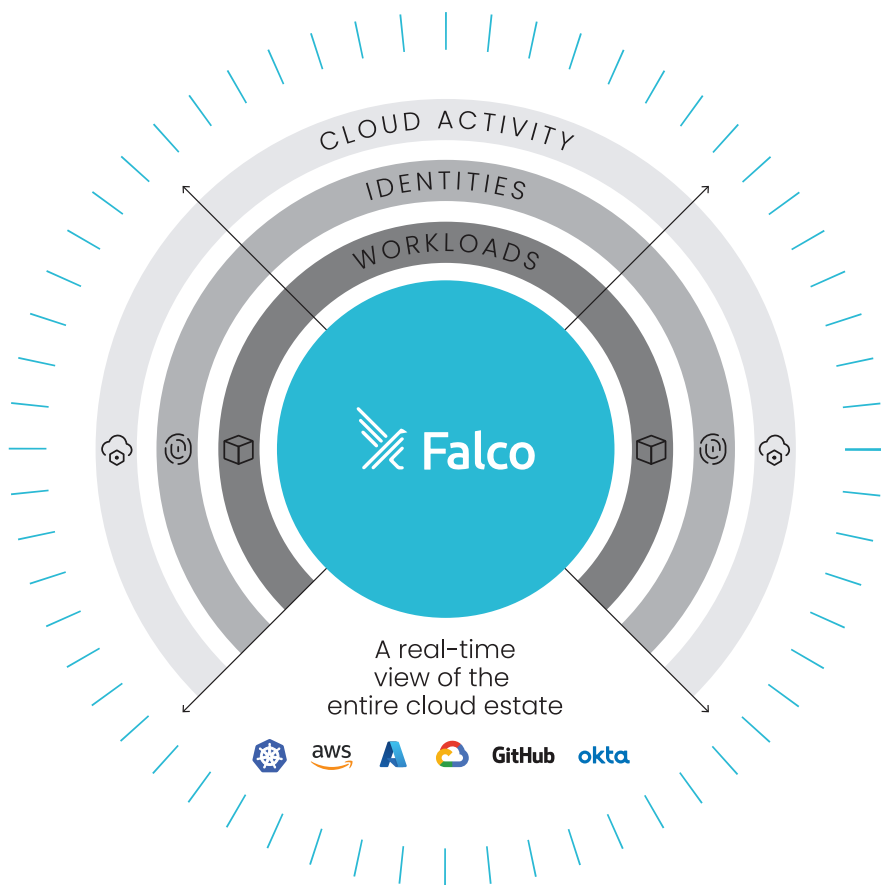 CLOUD ACTIVITY
IDENTITIES
WORKLOADS
Falco
A real-time
view of the
entire cloud estate
aws GitHub okta